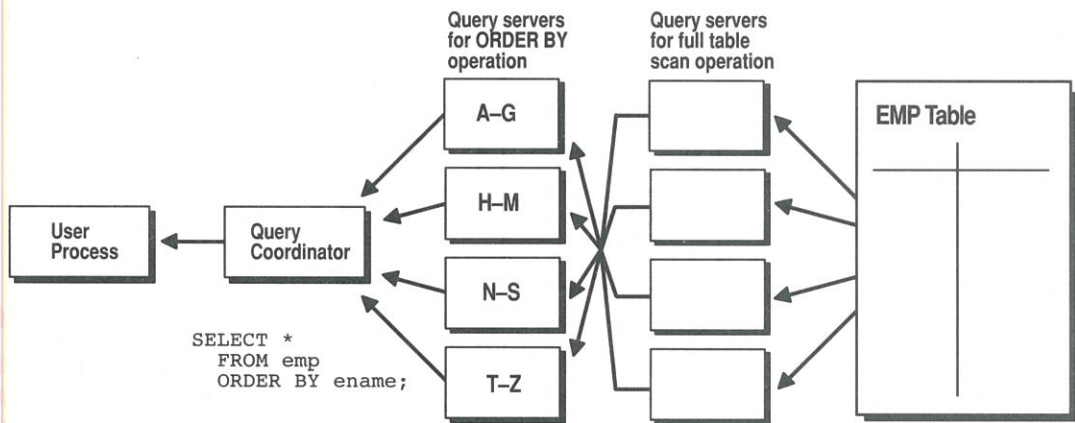 Query servers
for ORDER BY
operation
Query servers
for full table
scan operation
A–G
EMP Table
H–M
User
Process
Query
Coordinator
N–S
SELECT *
FROM emp
ORDER BY ename;
T–Z